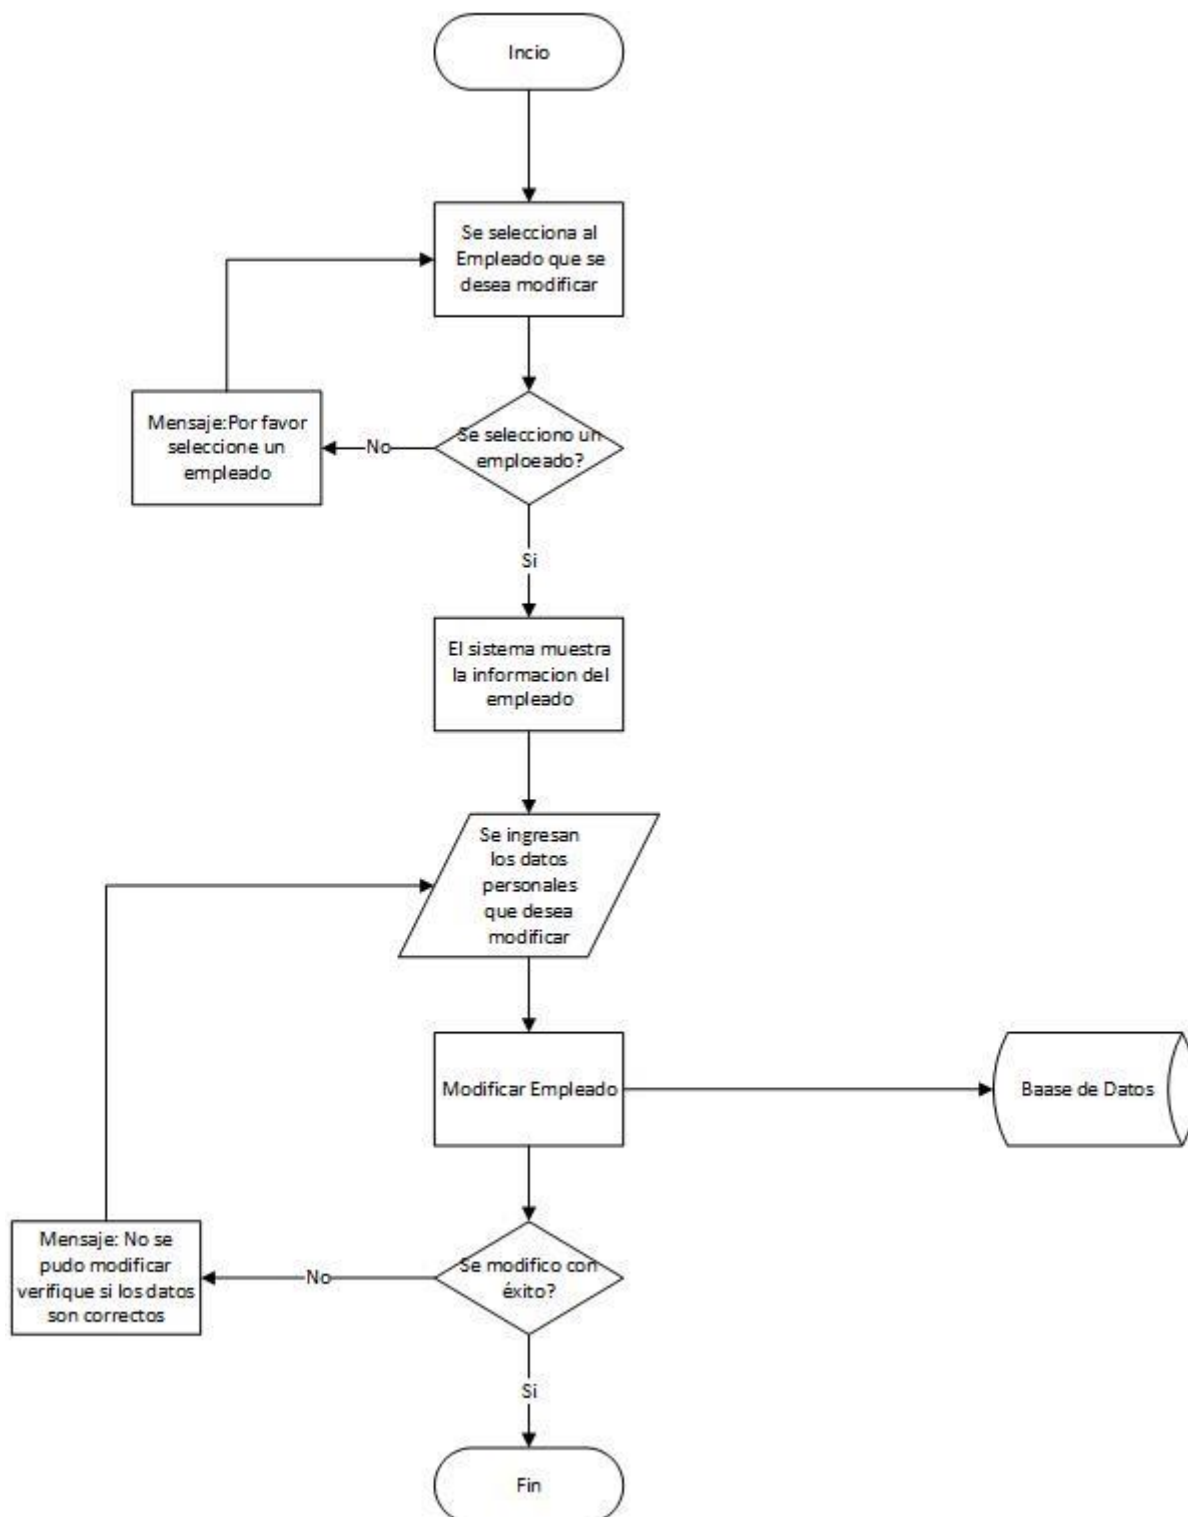 Incio
Se selecciona al
Empleado que se
desea modificar
Mensaje:Por favor
seleccione un
empleado
No
Se selecciono un
emploeado?
Si
El sistema muestra
la informacion del
empleado
Se ingresan
los datos
personales
que desea
modificar
Modificar Empleado
Baase de Datos
Mensaje: No se
pudo modificar
verifique si los datos
son correctos
No
Se modifico con
éxito?
Si
Fin